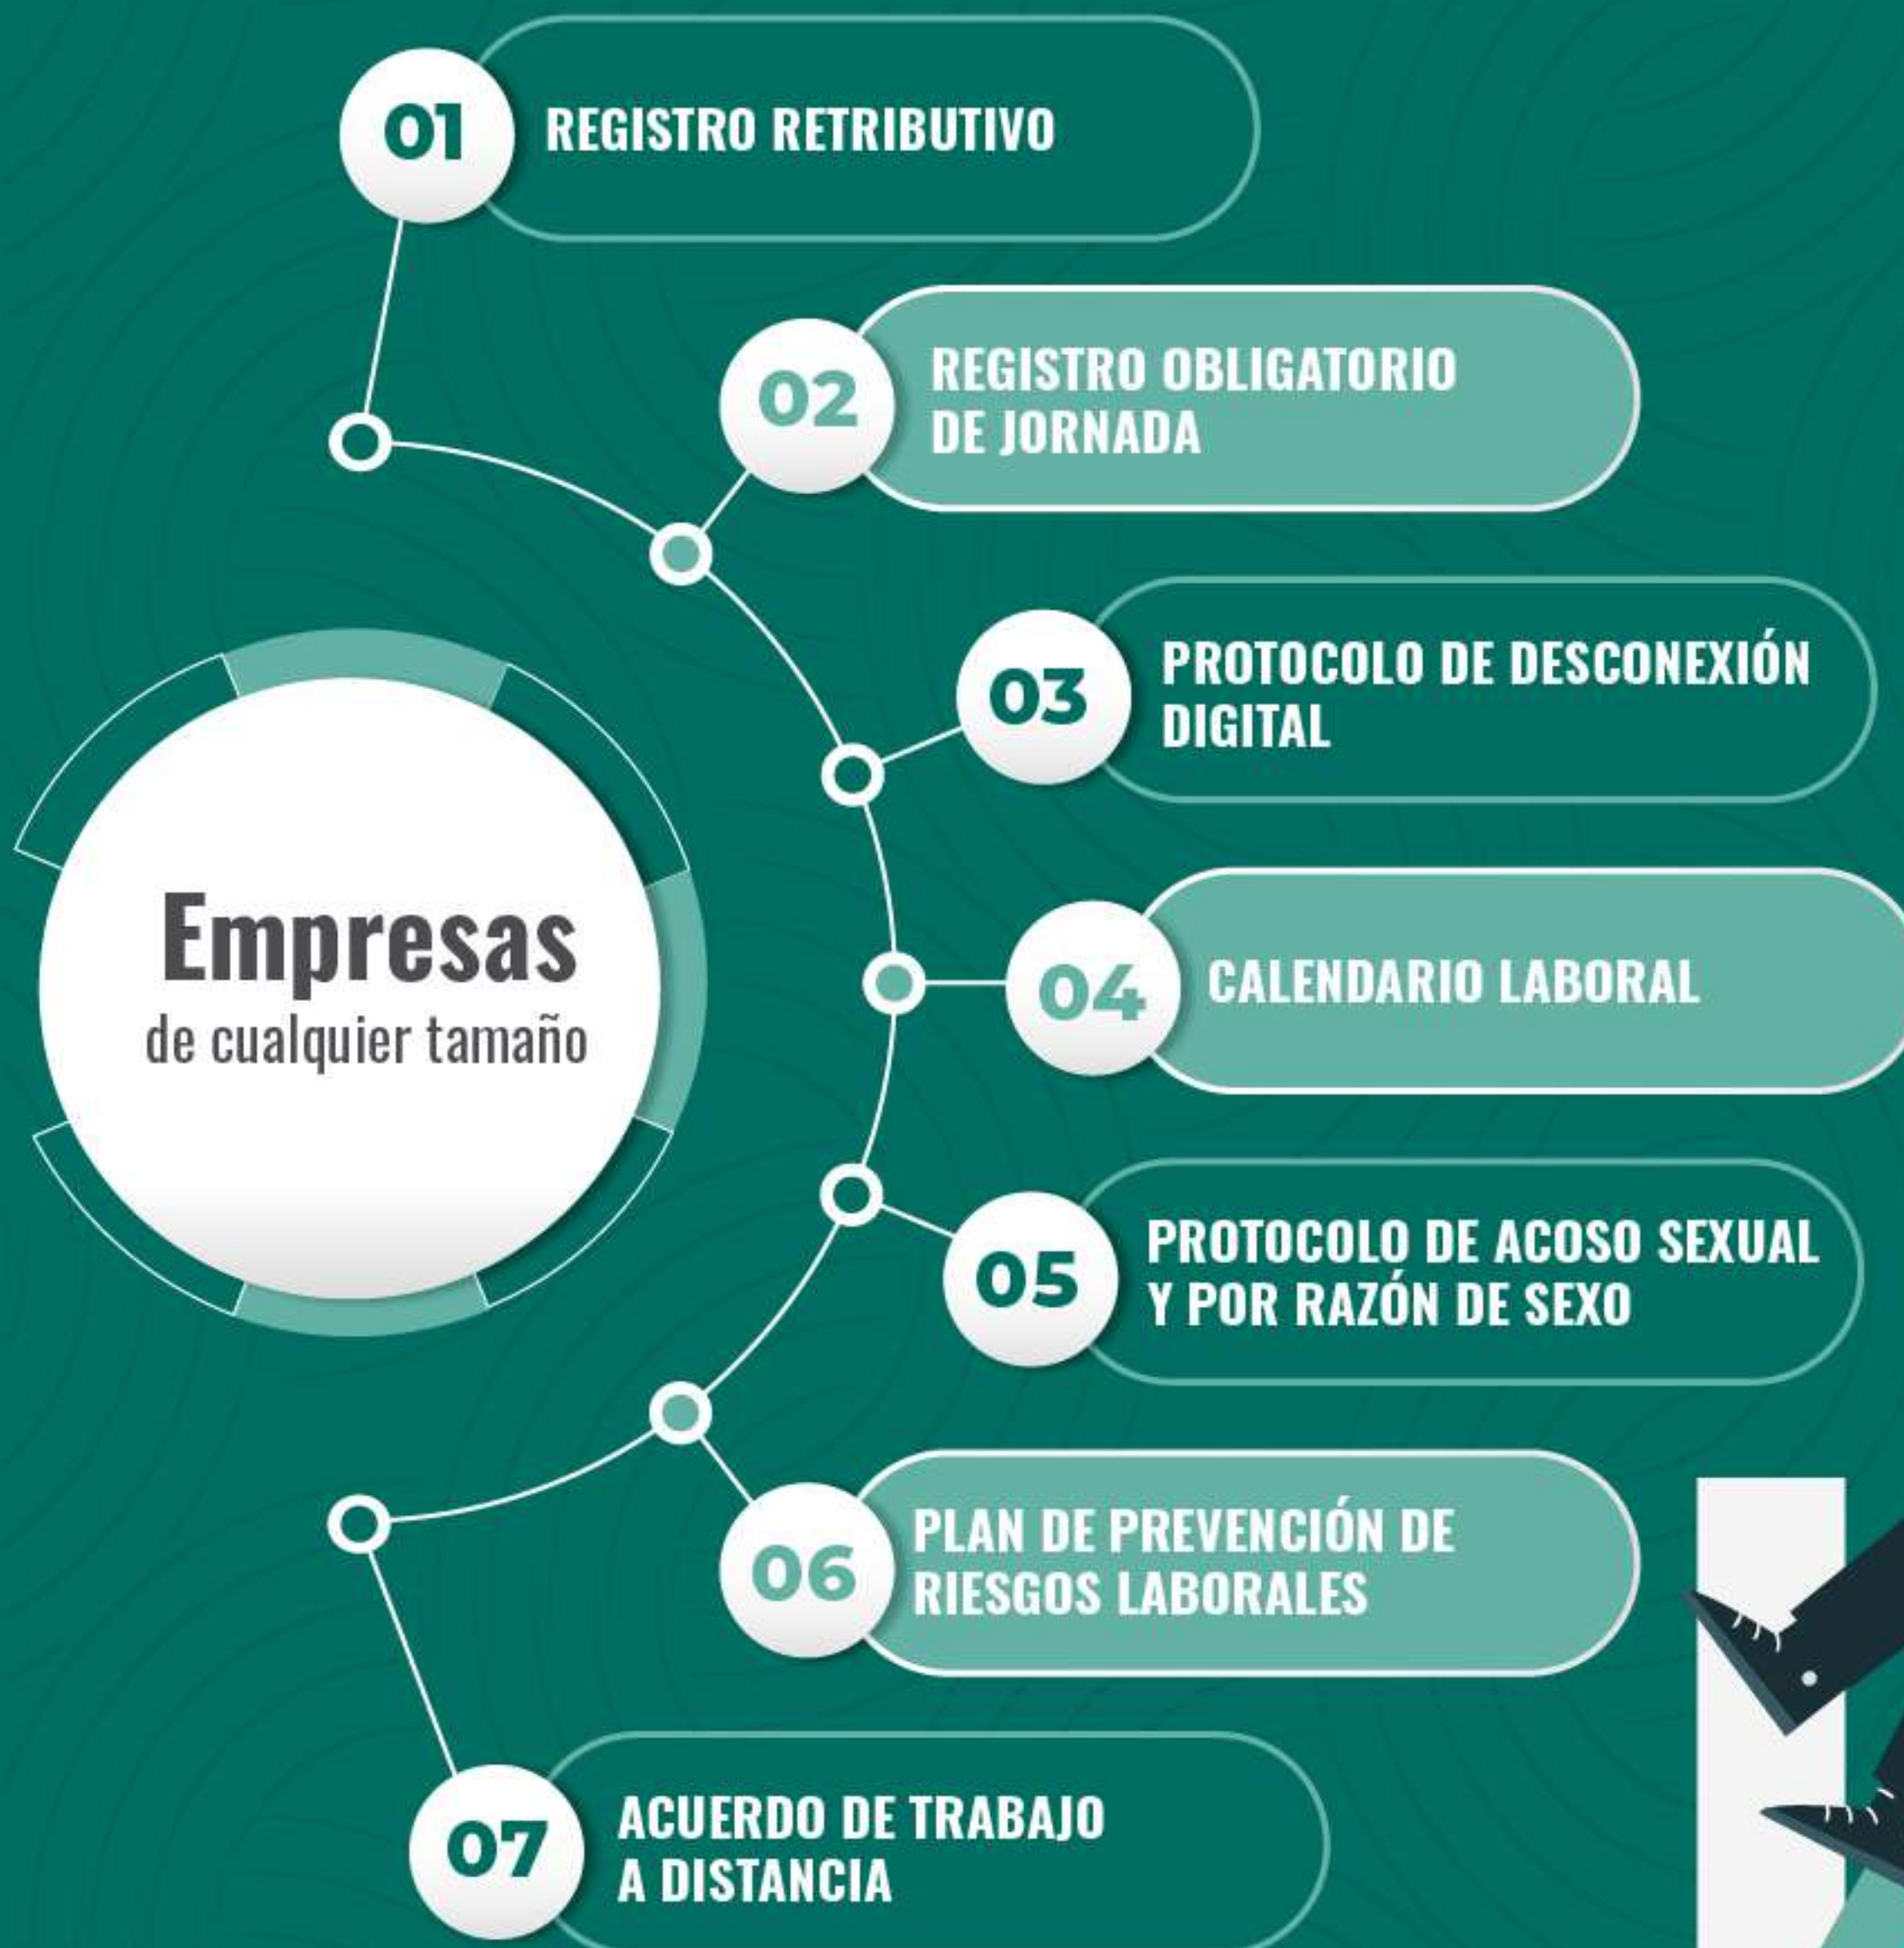 01
REGISTRO RETRIBUTIVO
02
REGISTRO OBLIGATORIO
DE JORNADA
03
PROTOCOLO DE DESCONEXIÓN
DIGITAL
Empresas
de cualquier tamaño
04
CALENDARIO LABORAL
05
PROTOCOLO DE ACOSO SEXUAL
Y POR RAZÓN DE SEXO
06
PLAN DE PREVENCIÓN DE
RIESGOS LABORALES
07
ACUERDO DE TRABAJO
A DISTANCIA